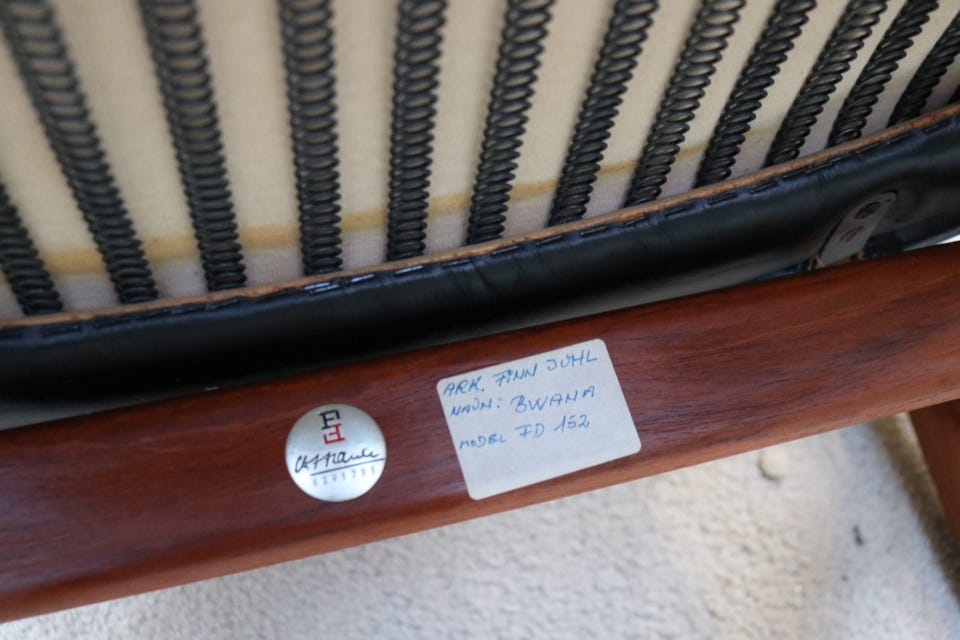 ARK. FINN JUHL
NAVN: BWANA
MODEL FD 152